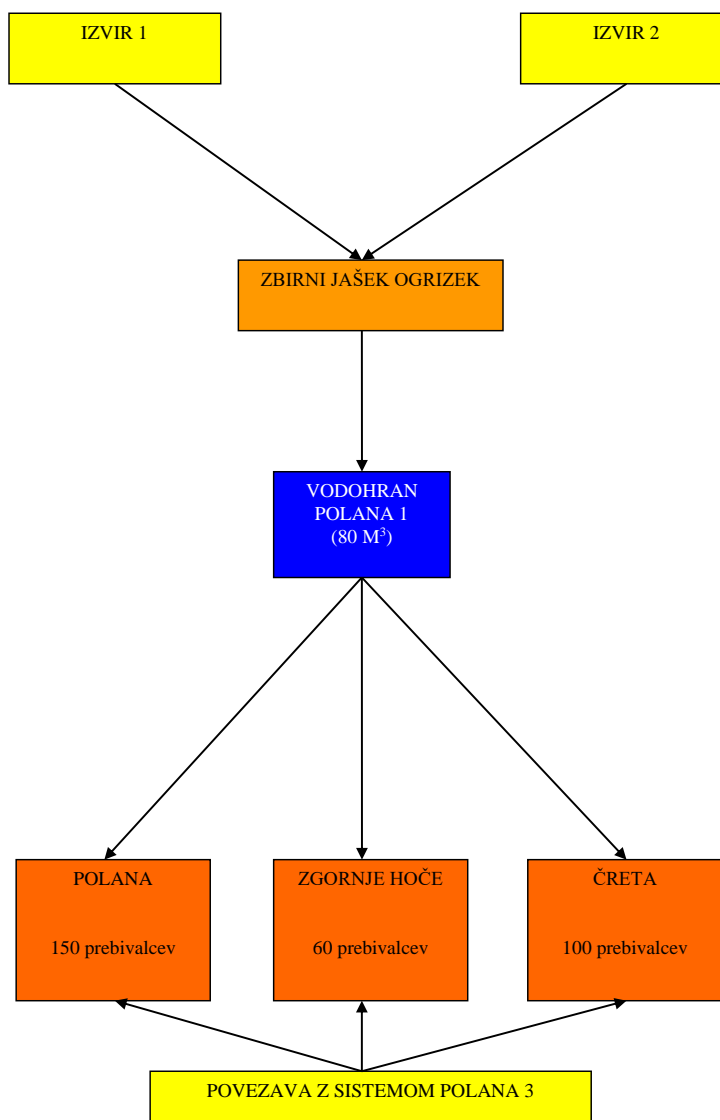 IZVIR 1
IZVIR 2
ZBIRNI JAŠEK OGRIZEK
VODOHRAN
POLANA 1
(80 M³)
POLANA
150 prebivalcev
ZGORNJE HOČE
60 prebivalcev
ČRETA
100 prebivalcev
POVEZAVA Z SISTEMOM POLANA 3